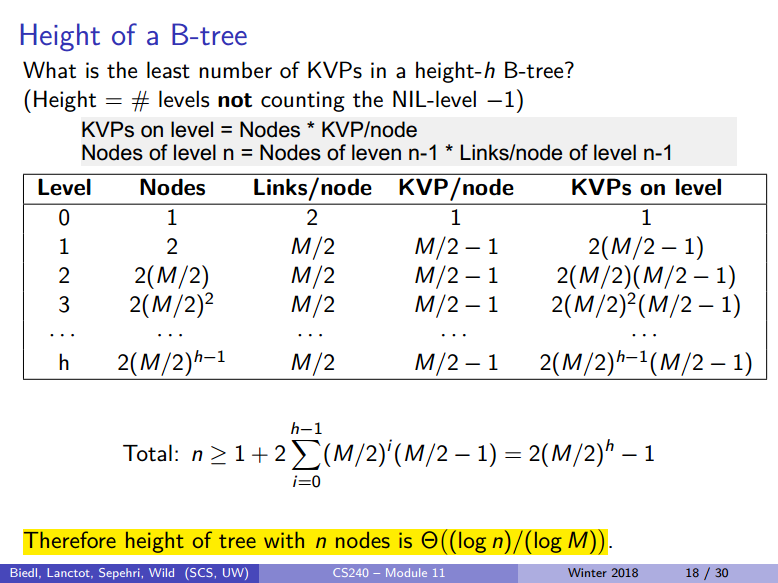 Height of a B-tree
What is the least number of KVPs in a height-h B-tree?
(Height = # levels not counting the NIL-level −1)
KVPs on level = Nodes * KVP/node
Nodes of level n = Nodes of leven n-1 * Links/node of level n-1
Level Nodes Links/node KVP/node KVPs on level
0 1 2 1 1
1 2 M/2 M/2 − 1 2(M/2 − 1)
2 2(M/2) M/2 M/2 − 1 2(M/2)(M/2 − 1)
3 2(M/2)² M/2 M/2 − 1 2(M/2)²(M/2 − 1)
··· ··· ··· ··· ···
h 2(M/2)ʰ⁻¹ M/2 M/2 − 1 2(M/2)ʰ⁻¹(M/2 − 1)
Total: n ≥ 1 + 2 ∑_{i=0}^{h−1} (M/2)ⁱ(M/2 − 1) = 2(M/2)ʰ − 1
Therefore height of tree with n nodes is Θ((log n)/(log M)).
Biedl, Lanctot, Sepehri, Wild (SCS, UW) CS240 – Module 11 Winter 2018 18 / 30